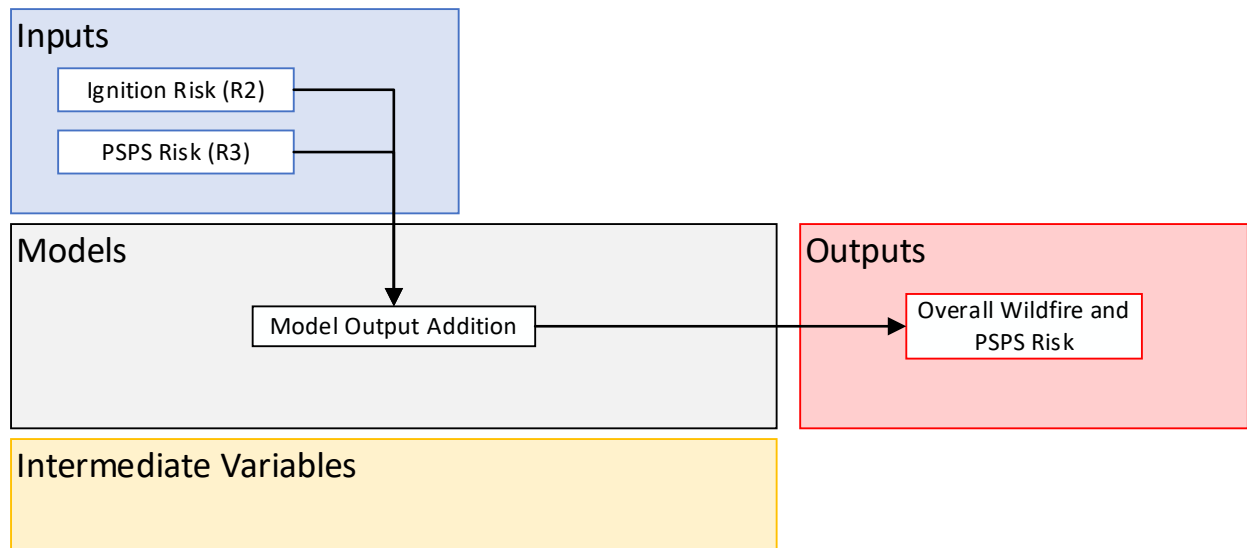 Inputs
Ignition Risk (R2)
PSPS Risk (R3)
Models
Model Output Addition
Outputs
Overall Wildfire and
PSPS Risk
Intermediate Variables